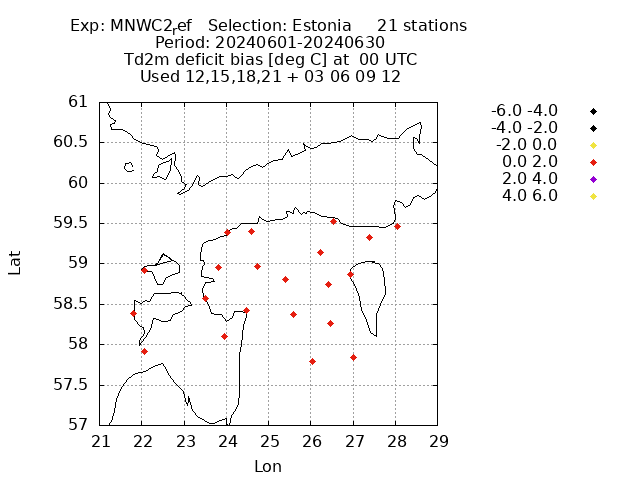 Exp: MNWC2ref Selection: Estonia 21 stations
Period: 20240601-20240630
Td2m deficit bias [deg C] at 00 UTC
Used 12,15,18,21 + 03 06 09 12
61
60.5
60
59.5
59
58.5
58
57.5
57
Lat
21 22 23 24 25 26 27 28 29
Lon
-6.0 -4.0
-4.0 -2.0
-2.0 0.0
0.0 2.0
2.0 4.0
4.0 6.0